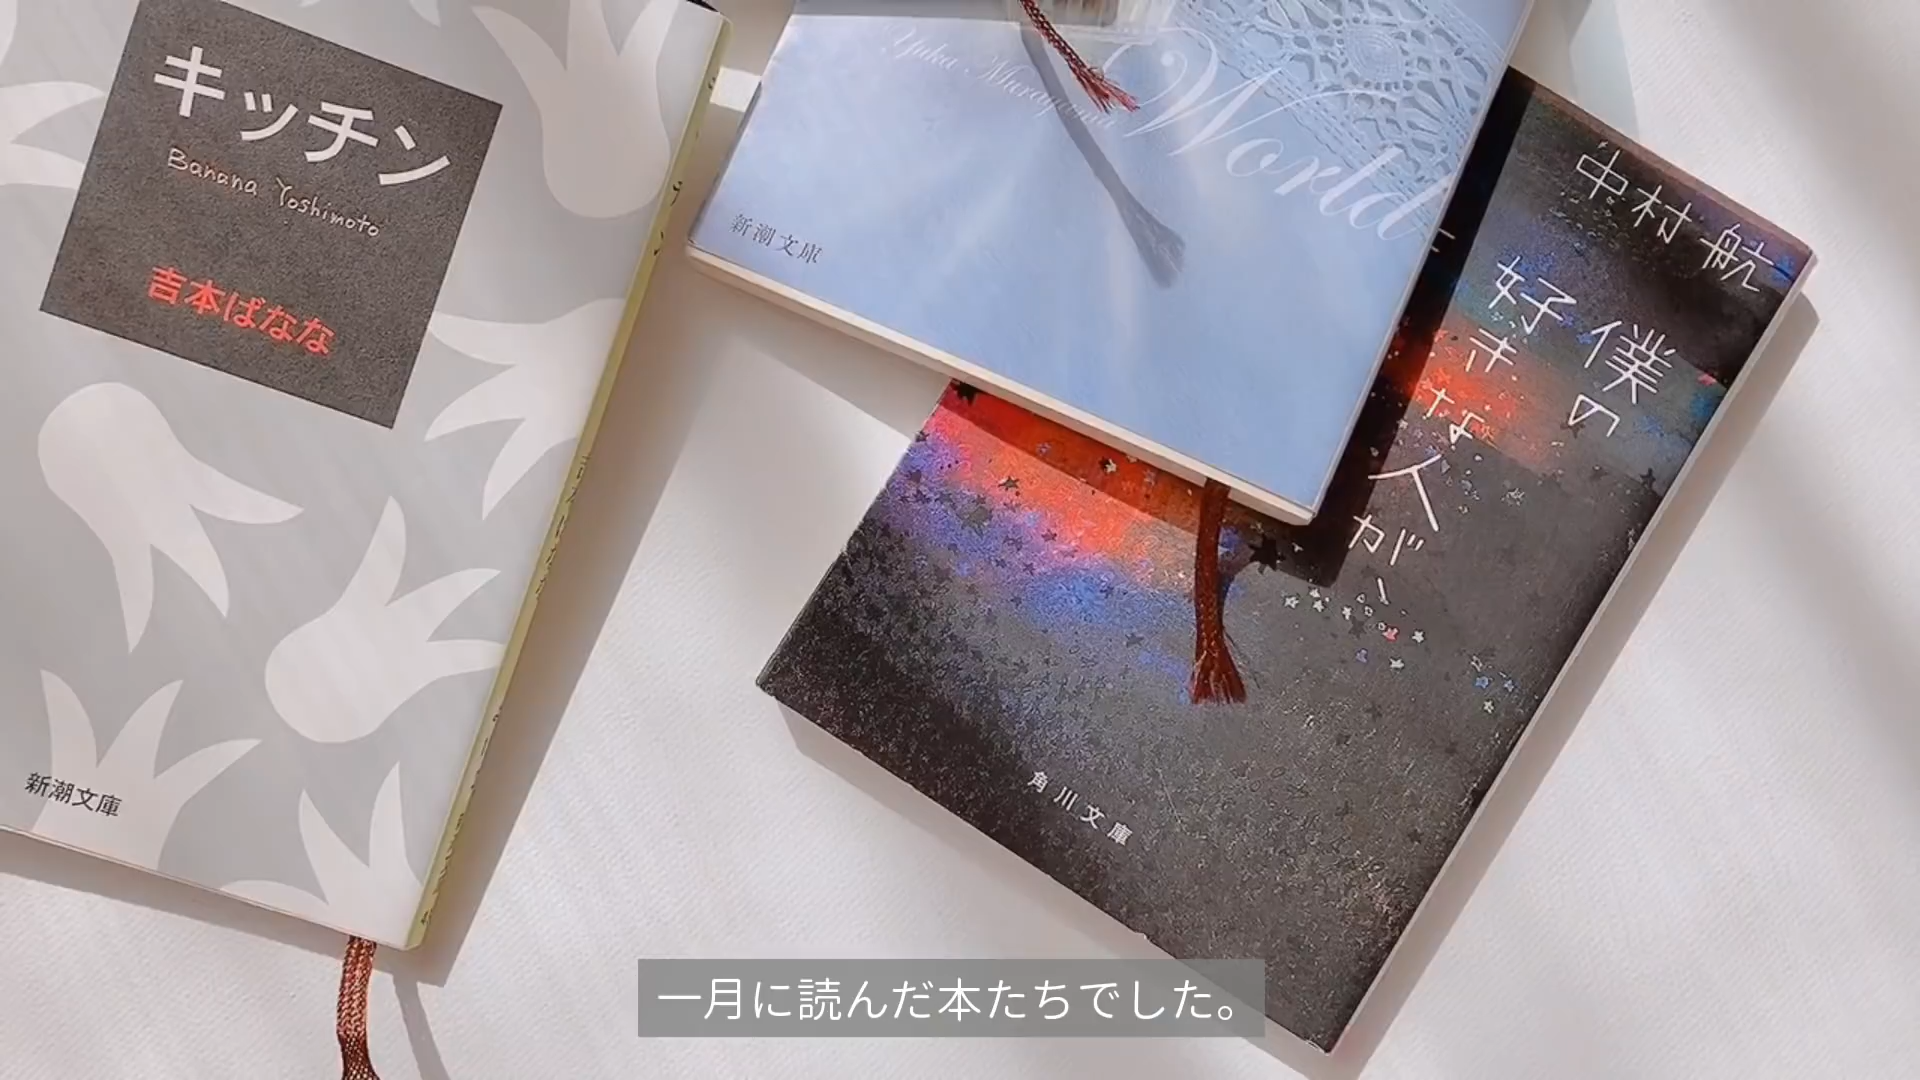 キッチン
Banana Yoshimoto
吉本ばなな
新潮文庫
Yuka Murayama
World
新潮文庫
中村 航
僕の
好きな人が、
角川文庫
一月に読んだ本たちでした。